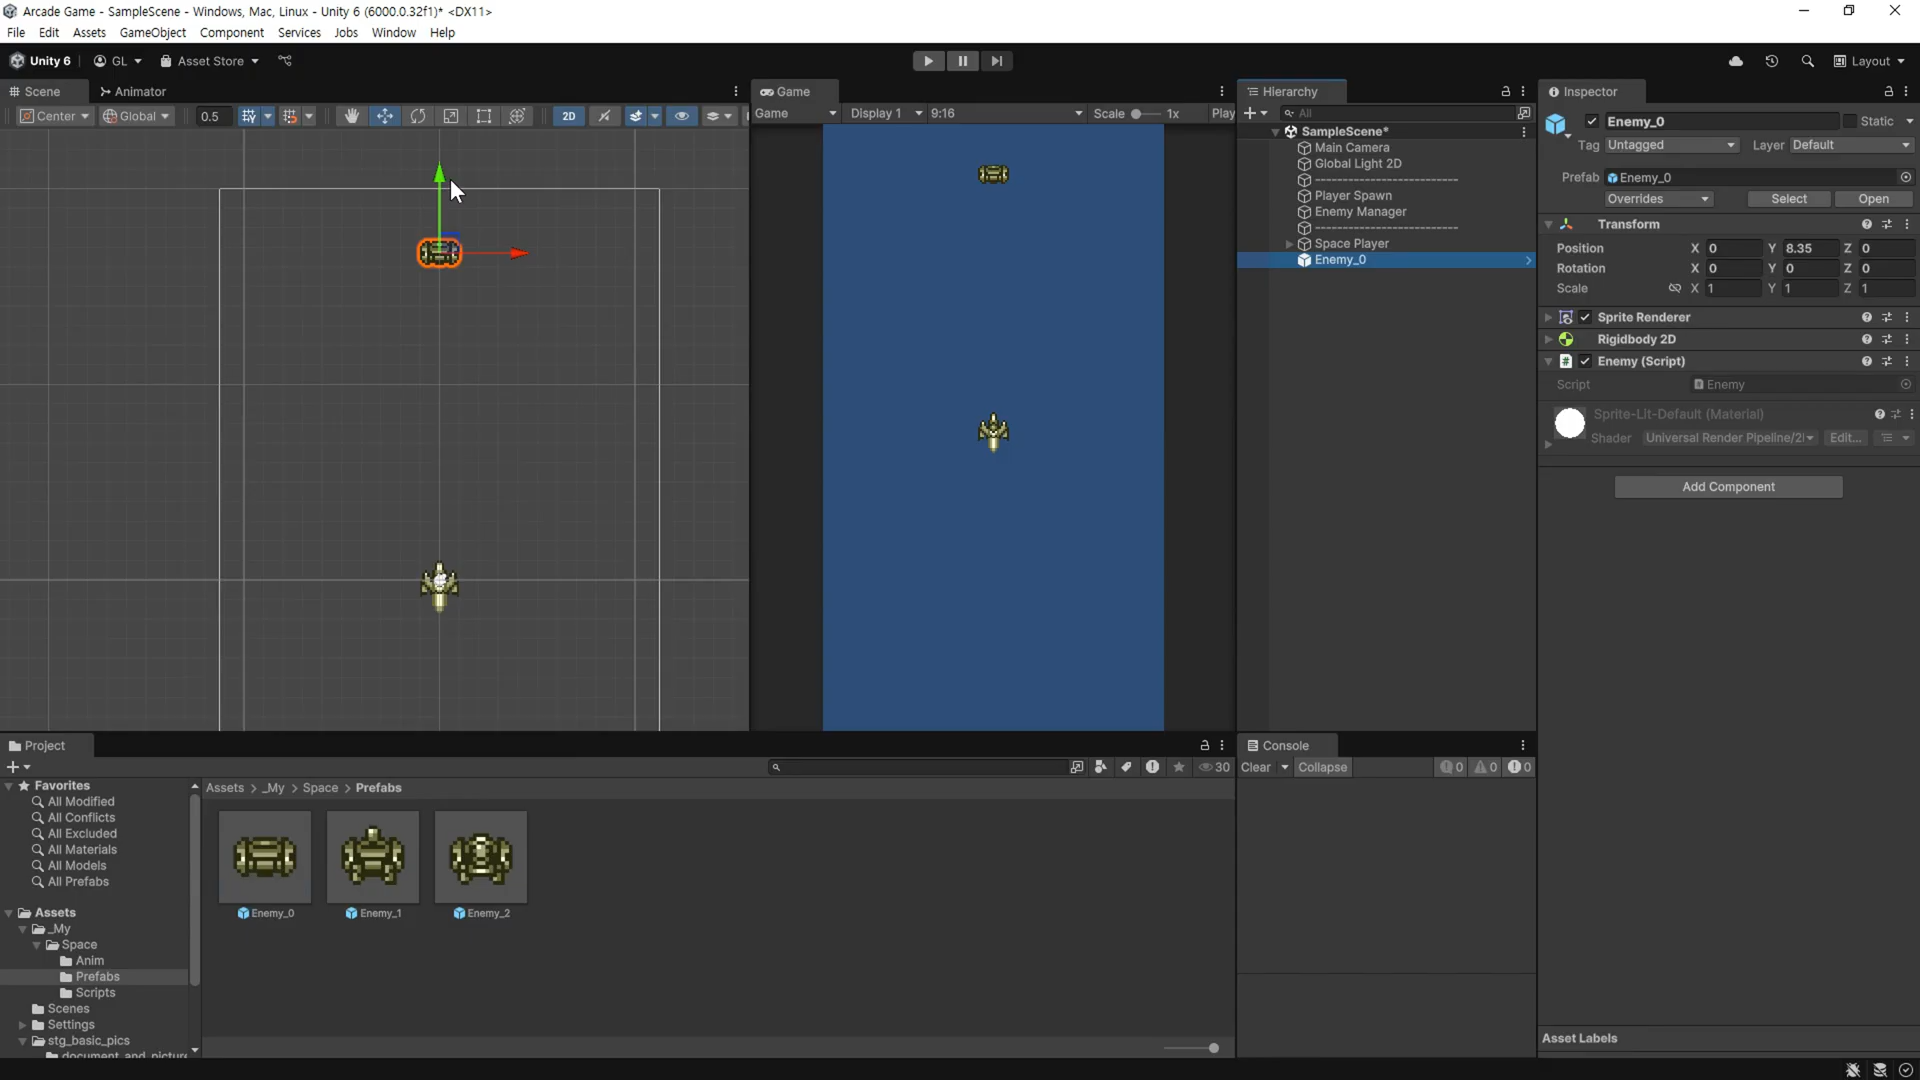 Arcade Game - SampleScene - Windows, Mac, Linux - Unity 6 (6000.0.32f1)* <DX11>
File Edit Assets GameObject Component Services Jobs Window Help
Unity 6 GL Asset Store Layout
Scene Animator
Center Global 0.5 2D
Game
Game Display 1 9:16 Scale 1x Play
Hierarchy
All
SampleScene*
Main Camera
Global Light 2D
--------------------------
Player Spawn
Enemy Manager
--------------------------
Space Player
Enemy_0
Inspector
Enemy_0 Static
Tag Untagged Layer Default
Prefab Enemy_0
Overrides Select Open
Transform
Position X 0 Y 8.35 Z 0
Rotation X 0 Y 0 Z 0
Scale X 1 Y 1 Z 1
Sprite Renderer
Rigidbody 2D
Enemy (Script)
Script Enemy
Sprite-Lit-Default (Material)
Shader Universal Render Pipeline/2 Edit...
Add Component
Asset Labels
Project
30
Favorites
All Modified
All Conflicts
All Excluded
All Materials
All Models
All Prefabs
Assets
_My
Space
Anim
Prefabs
Scripts
Scenes
Settings
stg_basic_pics
document_and_picture
Assets > _My > Space > Prefabs
Enemy_0 Enemy_1 Enemy_2
Console
Clear Collapse 0 0 0